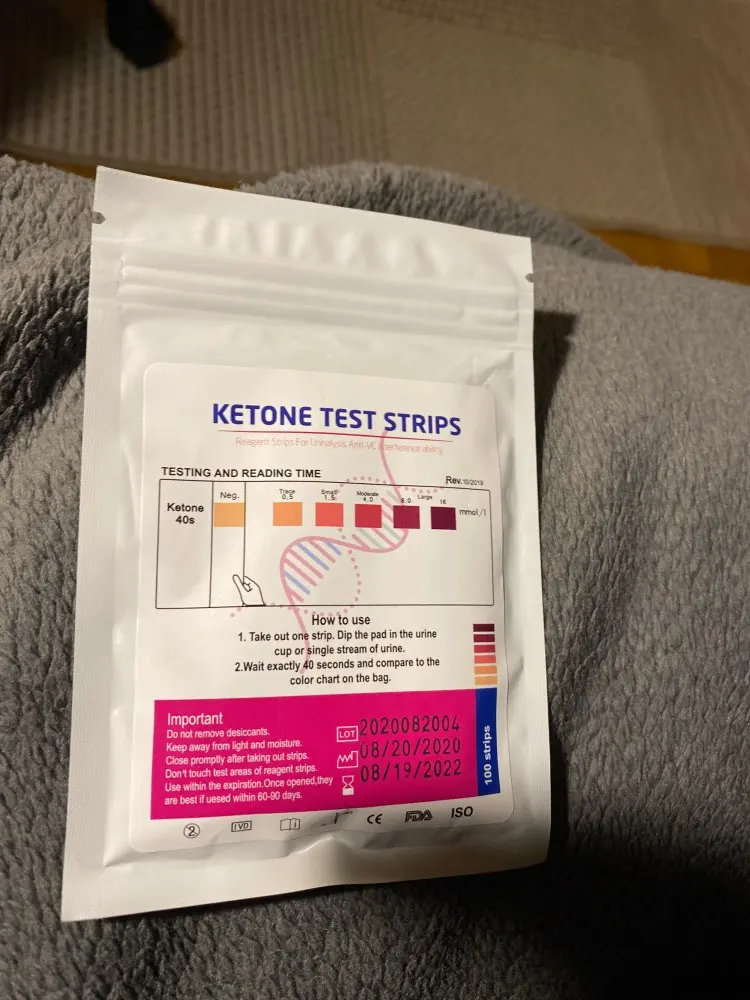 KETONE TEST STRIPS
Reagent Strips For Urinalysis Anti-VC Interference ability
TESTING AND READING TIME
Rev.10/2019
Ketone
40s
Neg.
Trace
0.5
Small
1.5
Moderate
4.0
Large
8.0 16
mmol/l
How to use
1. Take out one strip. Dip the pad in the urine
cup or single stream of urine.
2.Wait exactly 40 seconds and compare to the
color chart on the bag.
Important
Do not remove desiccants.
Keep away from light and moisture.
Close promptly after taking out strips.
Don't touch test areas of reagent strips.
Use within the expiration.Once opened,they
are best if uesed within 60-90 days.
LOT 2020082004
08/20/2020
08/19/2022
100 strips
2 IVD CE FDA ISO